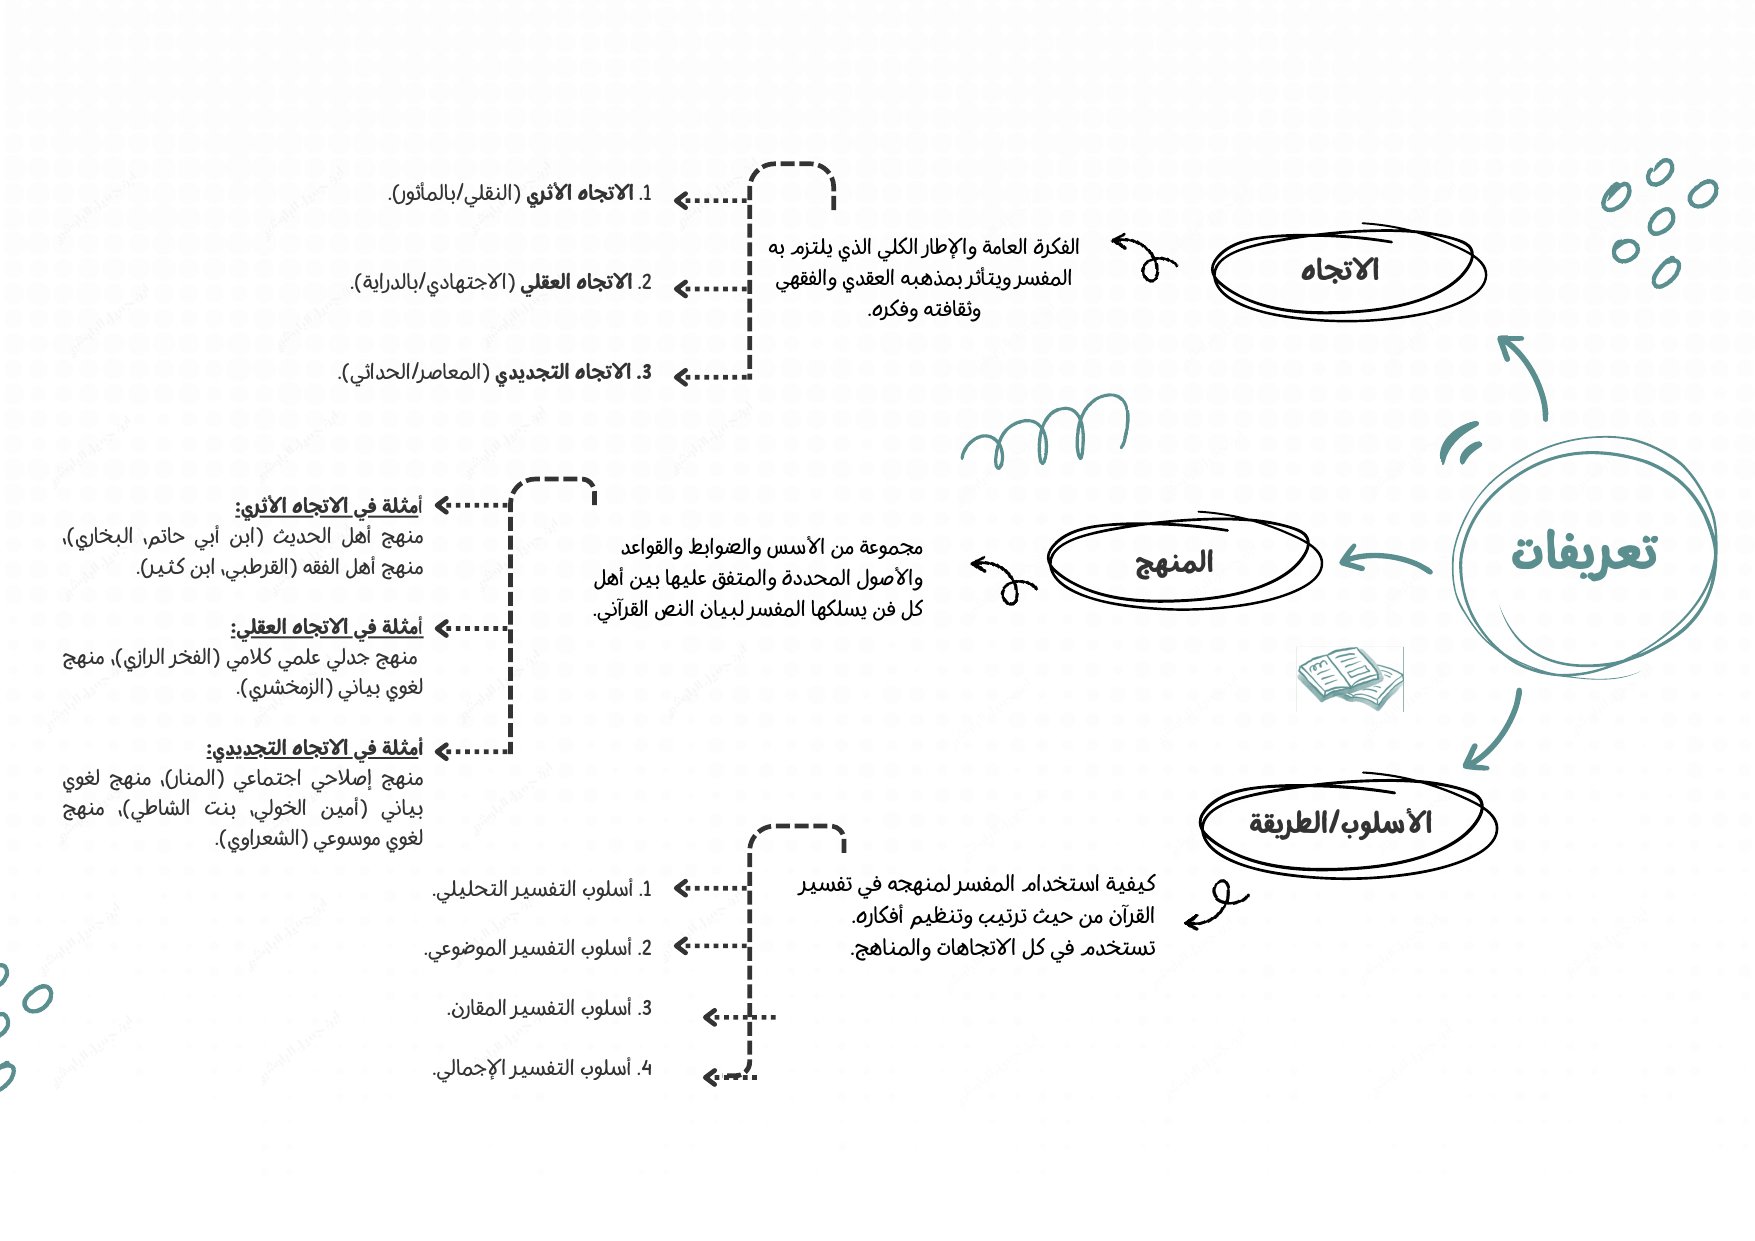 تعريفات
الاتجاه
الفكرة العامة والإطار الكلي الذي يلتزم به
المفسر ويتأثر بمذهبه العقدي والفقهي
وثقافته وفكره.
1. الاتجاه الأثري (النقلي/بالمأثور).
2. الاتجاه العقلي (الاجتهادي/بالدراية).
3. الاتجاه التجديدي (المعاصر/الحداثي).
المنهج
مجموعة من الأسس والضوابط والقواعد
والأصول المحددة والمتفق عليها بين أهل
كل فن يسلكها المفسر لبيان النص القرآني.
أمثلة في الاتجاه الأثري:
منهج أهل الحديث (ابن أبي حاتم، البخاري)،
منهج أهل الفقه (القرطبي، ابن كثير).
أمثلة في الاتجاه العقلي:
منهج جدلي علمي كلامي (الفخر الرازي)، منهج
لغوي بياني (الزمخشري).
أمثلة في الاتجاه التجديدي:
منهج إصلاحي اجتماعي (المنار)، منهج لغوي
بياني (أمين الخولي، بنت الشاطي)، منهج
لغوي موسوعي (الشعراوي).
الأسلوب/الطريقة
كيفية استخدام المفسر لمنهجه في تفسير
القرآن من حيث ترتيب وتنظيم أفكاره.
تستخدم في كل الاتجاهات والمناهج.
1. أسلوب التفسير التحليلي.
2. أسلوب التفسير الموضوعي.
3. أسلوب التفسير المقارن.
4. أسلوب التفسير الإجمالي.